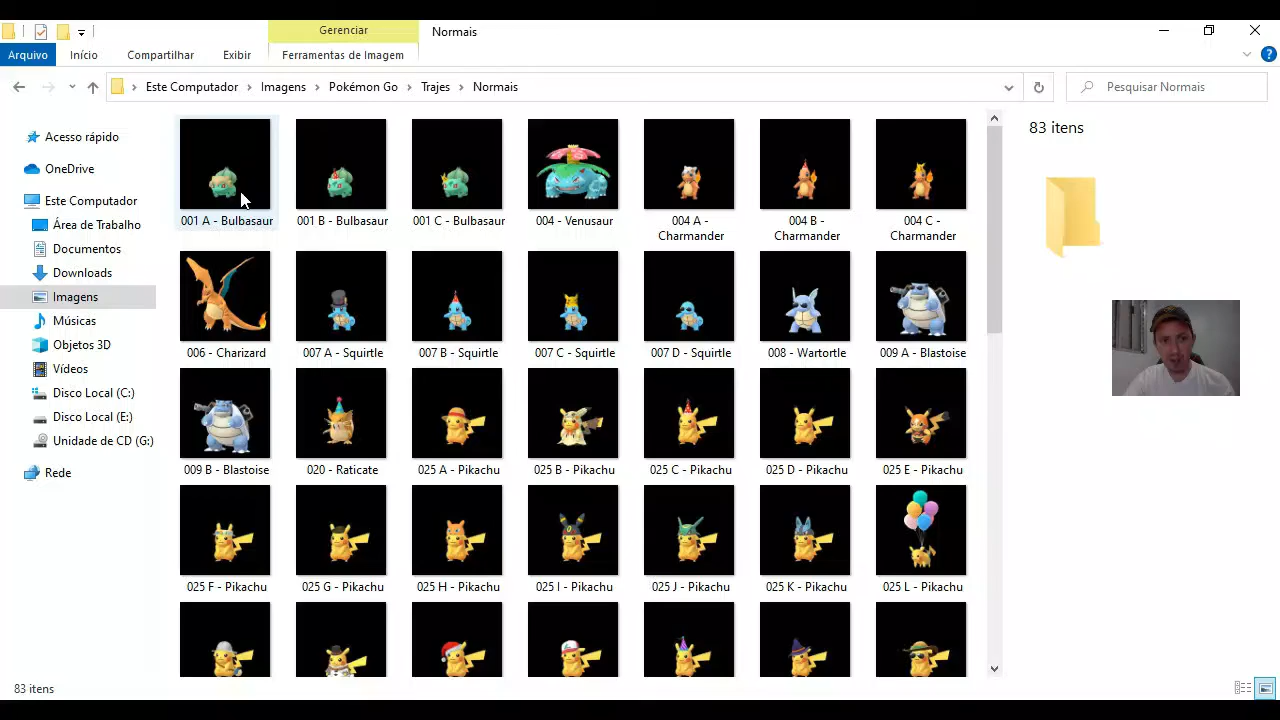 Gerenciar
Normais
Arquivo
Início
Compartilhar
Exibir
Ferramentas de Imagem
Este Computador
Imagens
Pokémon Go
Trajes
Normais
Pesquisar Normais
Acesso rápido
OneDrive
Este Computador
Área de Trabalho
Documentos
Downloads
Imagens
Músicas
Objetos 3D
Vídeos
Disco Local (C:)
Disco Local (E:)
Unidade de CD (G:)
Rede
001 A - Bulbasaur
001 B - Bulbasaur
001 C - Bulbasaur
004 - Venusaur
004 A -
Charmander
004 B -
Charmander
004 C -
Charmander
006 - Charizard
007 A - Squirtle
007 B - Squirtle
007 C - Squirtle
007 D - Squirtle
008 - Wartortle
009 A - Blastoise
009 B - Blastoise
020 - Raticate
025 A - Pikachu
025 B - Pikachu
025 C - Pikachu
025 D - Pikachu
025 E - Pikachu
025 F - Pikachu
025 G - Pikachu
025 H - Pikachu
025 I - Pikachu
025 J - Pikachu
025 K - Pikachu
025 L - Pikachu
83 itens
83 itens